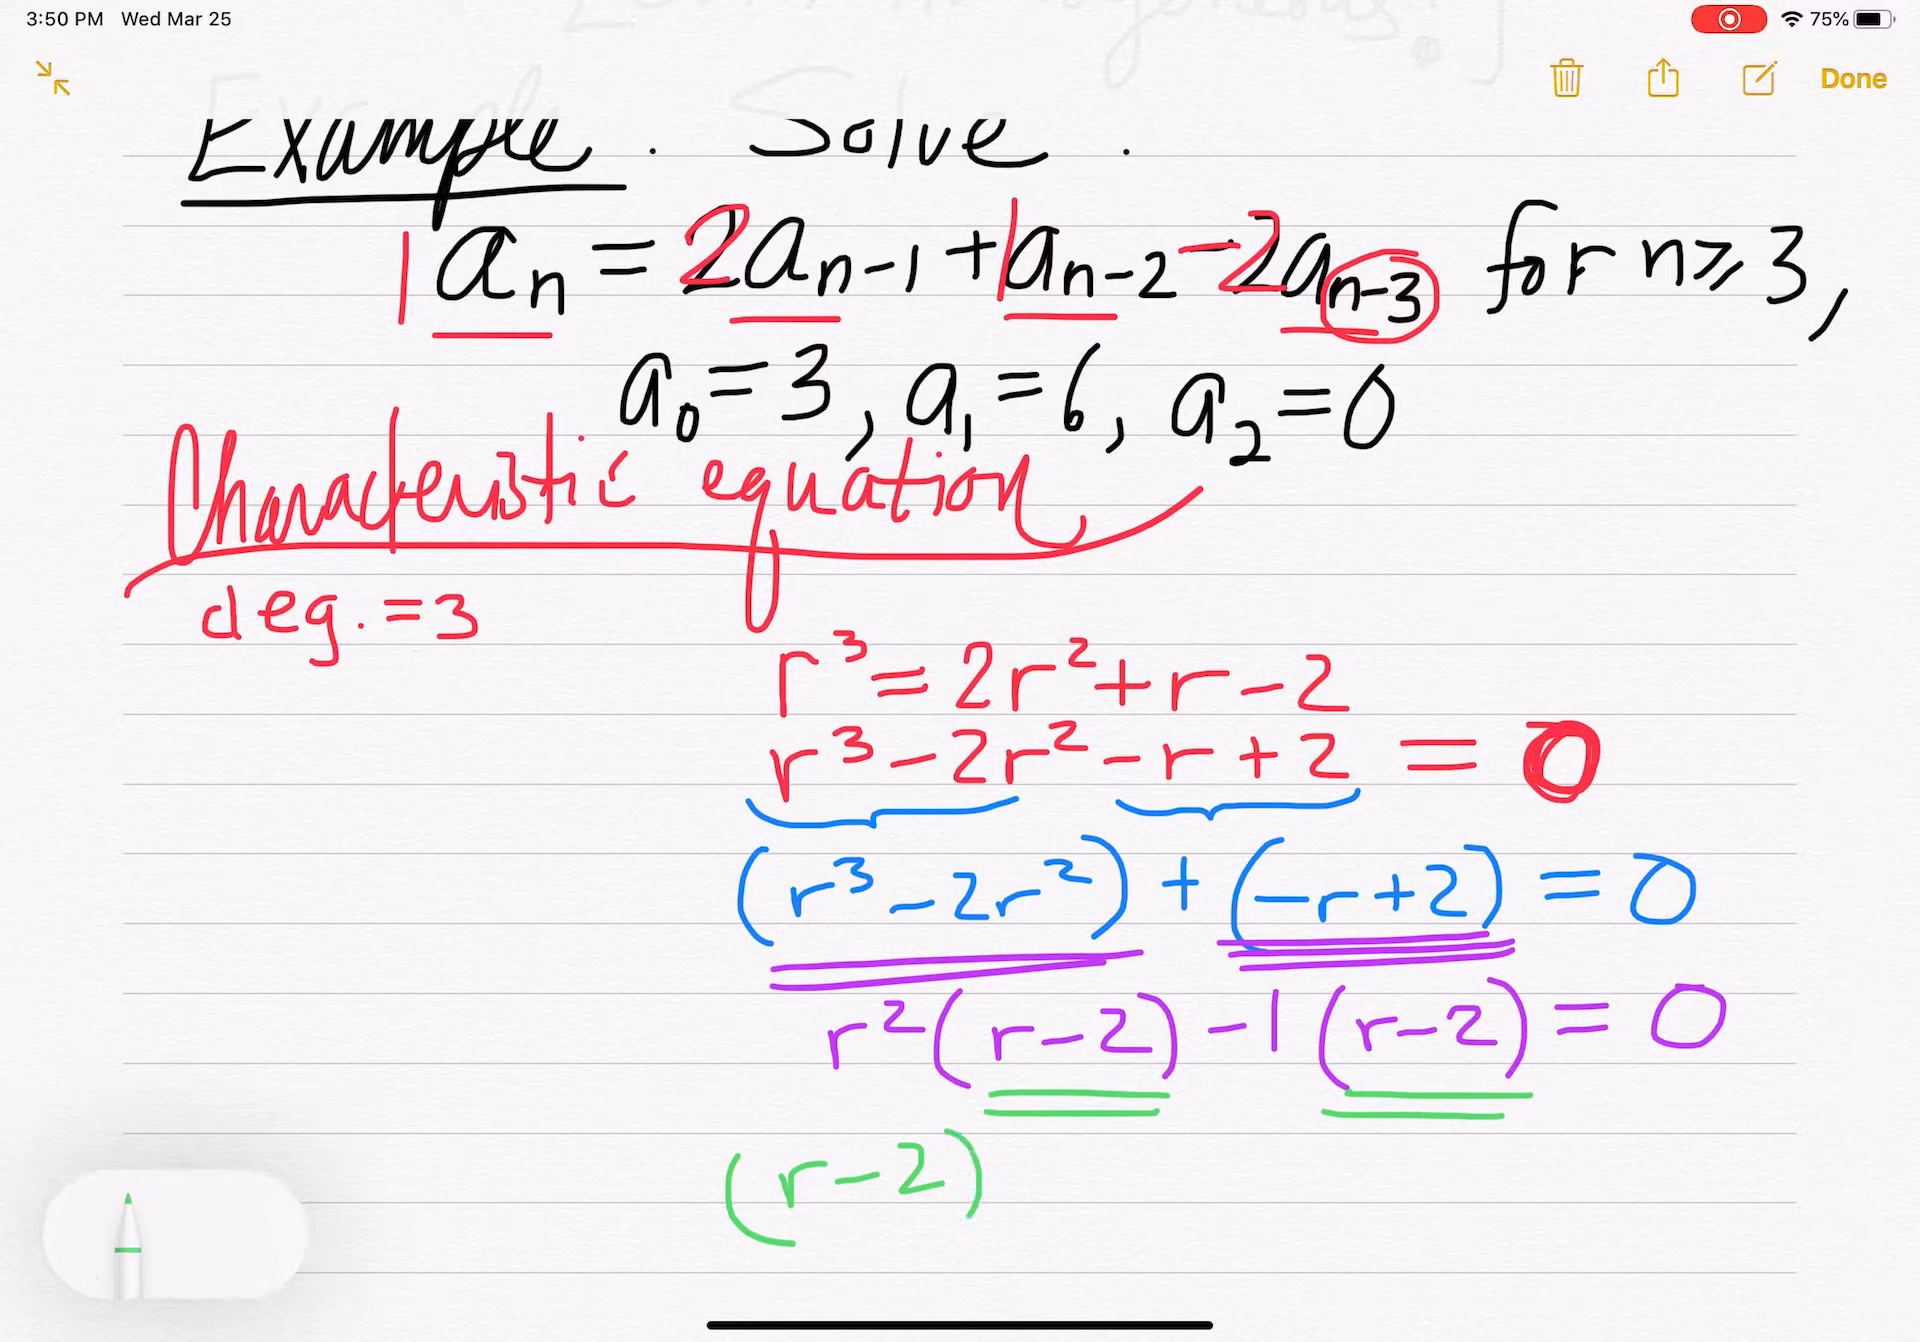 3:50 PM Wed Mar 25
75%
Done
Example. Solve.
1aₙ = 2aₙ₋₁ + 1aₙ₋₂ - 2aₙ₋₃ for n ≥ 3,
a₀ = 3, a₁ = 6, a₂ = 0
Characteristic equation
deg. = 3
r³ = 2r² + r - 2
r³ - 2r² - r + 2 = 0
(r³ - 2r²) + (-r + 2) = 0
r²(r - 2) - 1(r - 2) = 0
(r - 2)